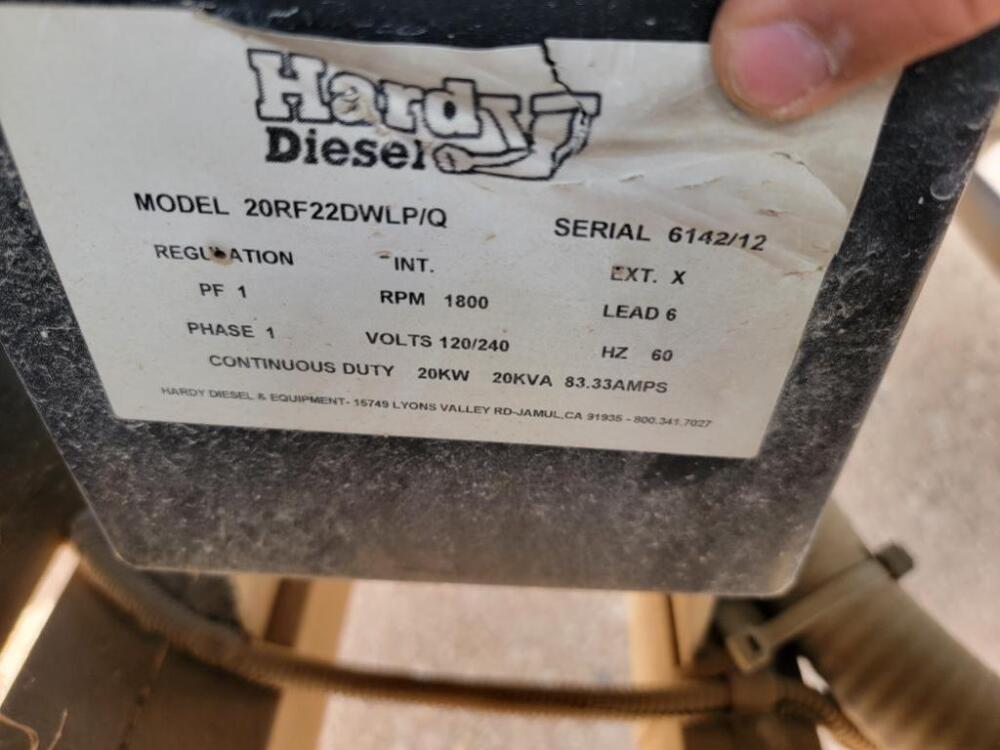 Hardy
Diesel
MODEL 20RF22DWLP/Q SERIAL 6142/12
REGULATION INT. EXT. X
PF 1 RPM 1800 LEAD 6
PHASE 1 VOLTS 120/240 HZ 60
CONTINUOUS DUTY 20KW 20KVA 83.33AMPS
HARDY DIESEL & EQUIPMENT- 15749 LYONS VALLEY RD-JAMUL,CA 91935 - 800.341.7027